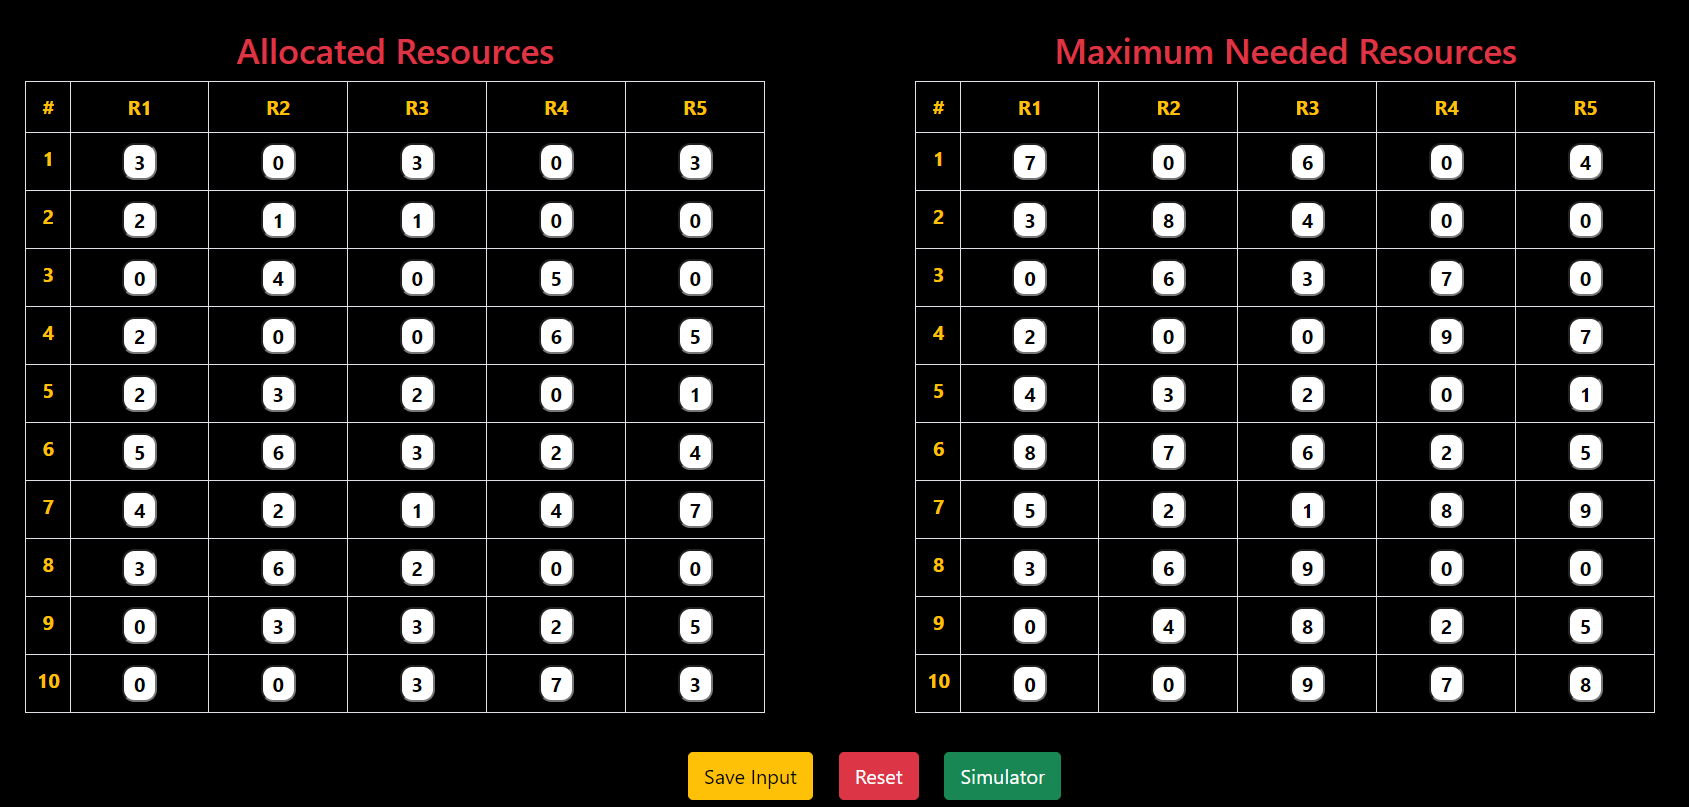 Allocated Resources
# R1 R2 R3 R4 R5
1 3 0 3 0 3
2 2 1 1 0 0
3 0 4 0 5 0
4 2 0 0 6 5
5 2 3 2 0 1
6 5 6 3 2 4
7 4 2 1 4 7
8 3 6 2 0 0
9 0 3 3 2 5
10 0 0 3 7 3
Maximum Needed Resources
# R1 R2 R3 R4 R5
1 7 0 6 0 4
2 3 8 4 0 0
3 0 6 3 7 0
4 2 0 0 9 7
5 4 3 2 0 1
6 8 7 6 2 5
7 5 2 1 8 9
8 3 6 9 0 0
9 0 4 8 2 5
10 0 0 9 7 8
Save Input Reset Simulator